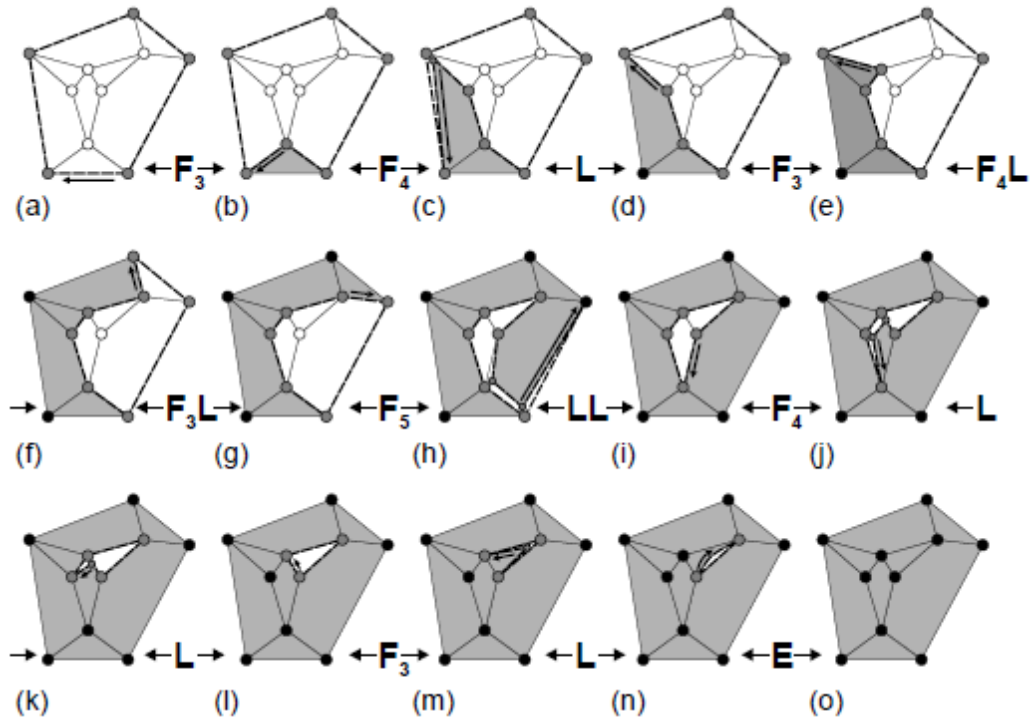 F3 F4 L F3 F4L
(a) (b) (c) (d) (e)
F3L F5 LL F4 L
(f) (g) (h) (i) (j)
L F3 L E
(k) (l) (m) (n) (o)